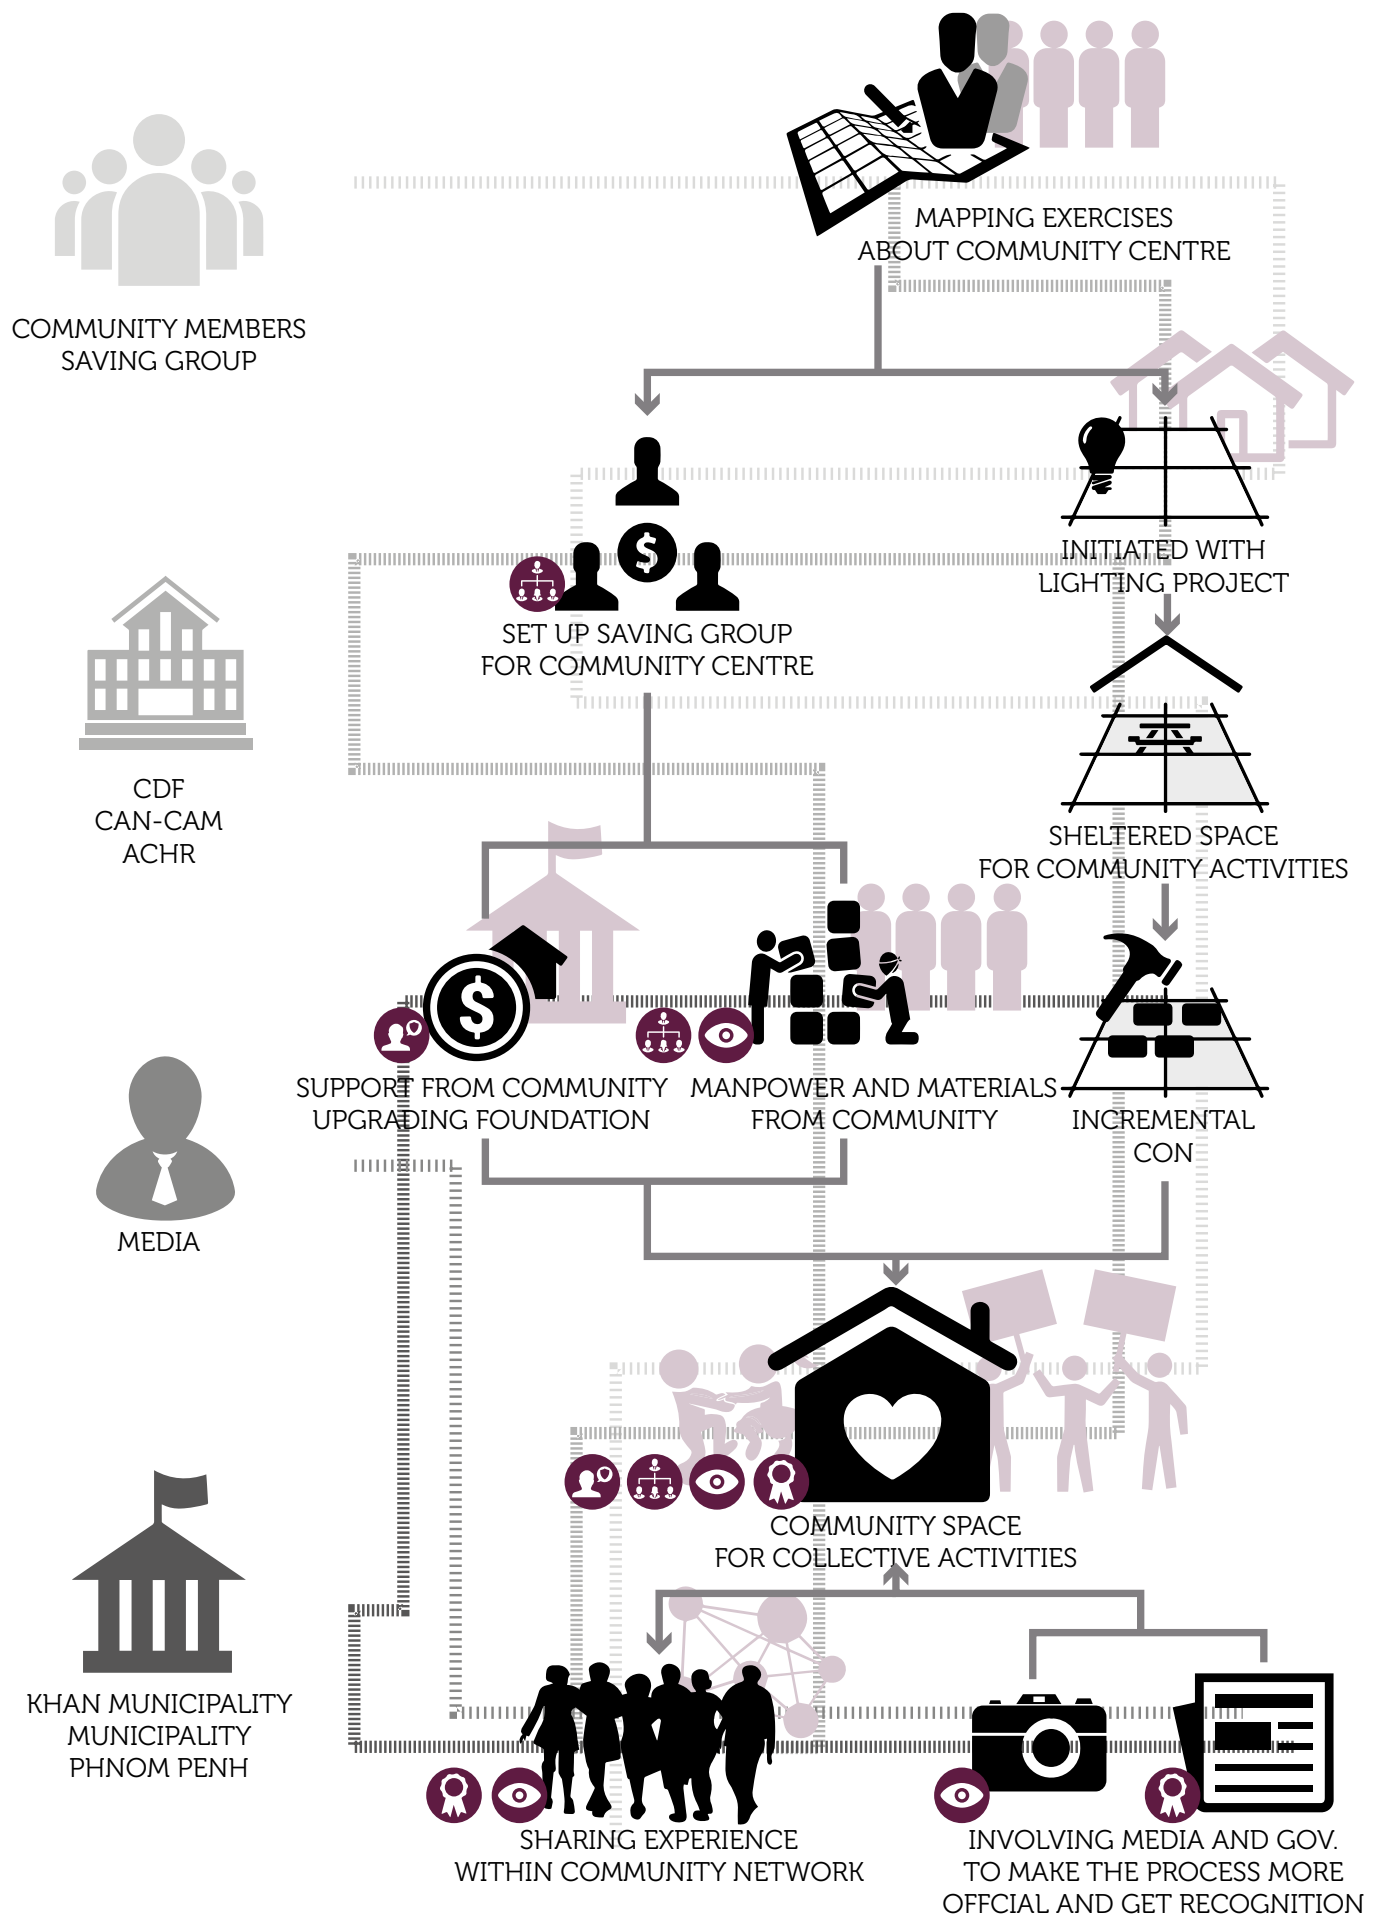 MAPPING EXERCISES
ABOUT COMMUNITY CENTRE
COMMUNITY MEMBERS
SAVING GROUP
INITIATED WITH
LIGHTING PROJECT
$
SET UP SAVING GROUP
FOR COMMUNITY CENTRE
CDF
CAN-CAM
ACHR
SHELTERED SPACE
FOR COMMUNITY ACTIVITIES
$
SUPPORT FROM COMMUNITY
UPGRADING FOUNDATION
MANPOWER AND MATERIALS
FROM COMMUNITY
INCREMENTAL
CON
MEDIA
COMMUNITY SPACE
FOR COLLECTIVE ACTIVITIES
KHAN MUNICIPALITY
MUNICIPALITY
PHNOM PENH
SHARING EXPERIENCE
WITHIN COMMUNITY NETWORK
INVOLVING MEDIA AND GOV.
TO MAKE THE PROCESS MORE
OFFCIAL AND GET RECOGNITION